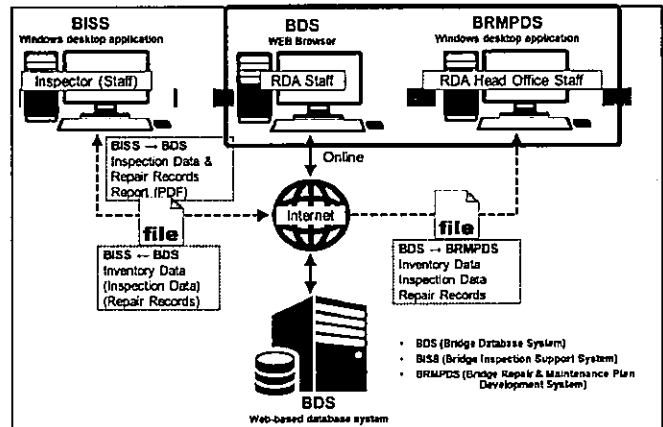 BISS
Windows desktop application
Inspector (Staff)
BDS
WEB Browser
RDA Staff
BRMPDS
Windows desktop application
RDA Head Office Staff
BISS → BDS
Inspection Data &
Repair Records
Report (PDF)
Online
Internet
file
file
BISS ← BDS
Inventory Data
(Inspection Data)
(Repair Records)
BDS → BRMPDS
Inventory Data
Inspection Data
Repair Records
BDS
Web-based database system
• BDS (Bridge Database System)
• BISS (Bridge Inspection Support System)
• BRMPDS (Bridge Repair & Maintenance Plan
Development System)